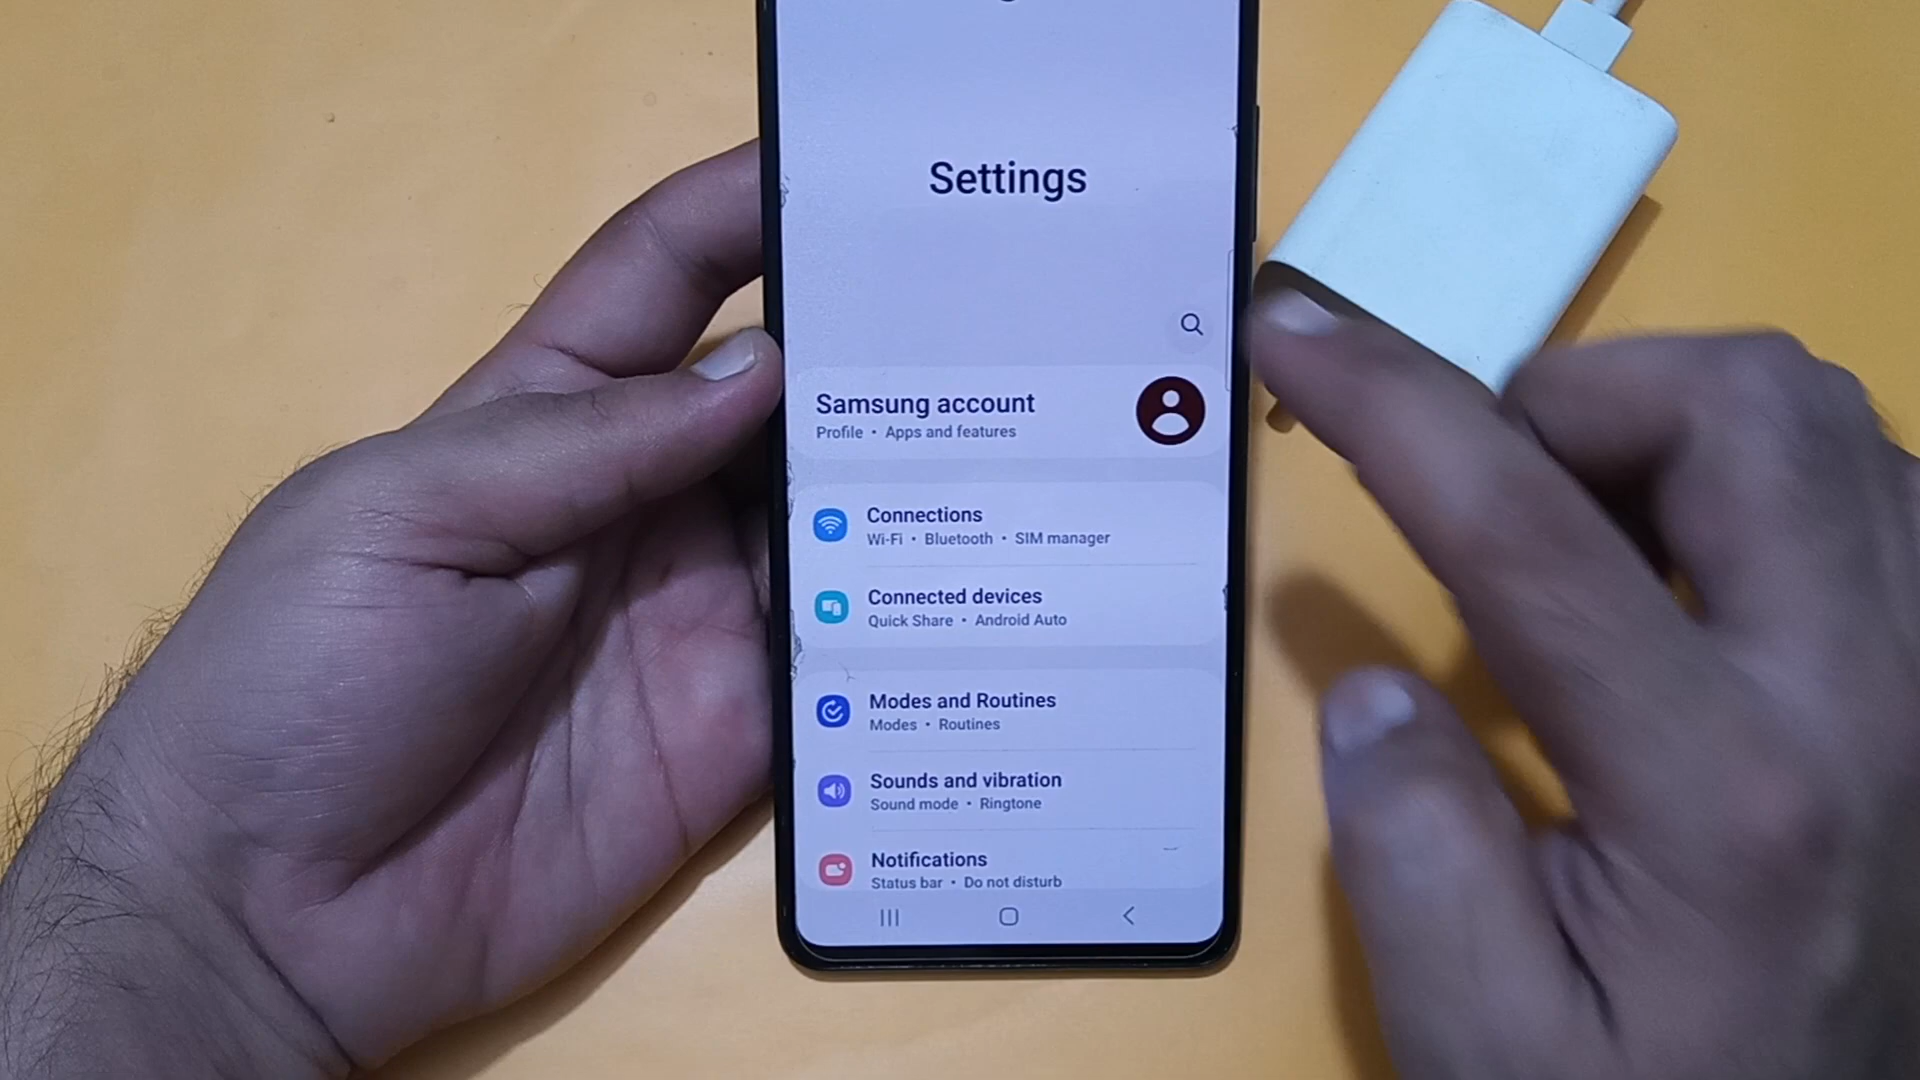 Settings
Samsung account
Profile • Apps and features
Connections
Wi-Fi • Bluetooth • SIM manager
Connected devices
Quick Share • Android Auto
Modes and Routines
Modes • Routines
Sounds and vibration
Sound mode • Ringtone
Notifications
Status bar • Do not disturb